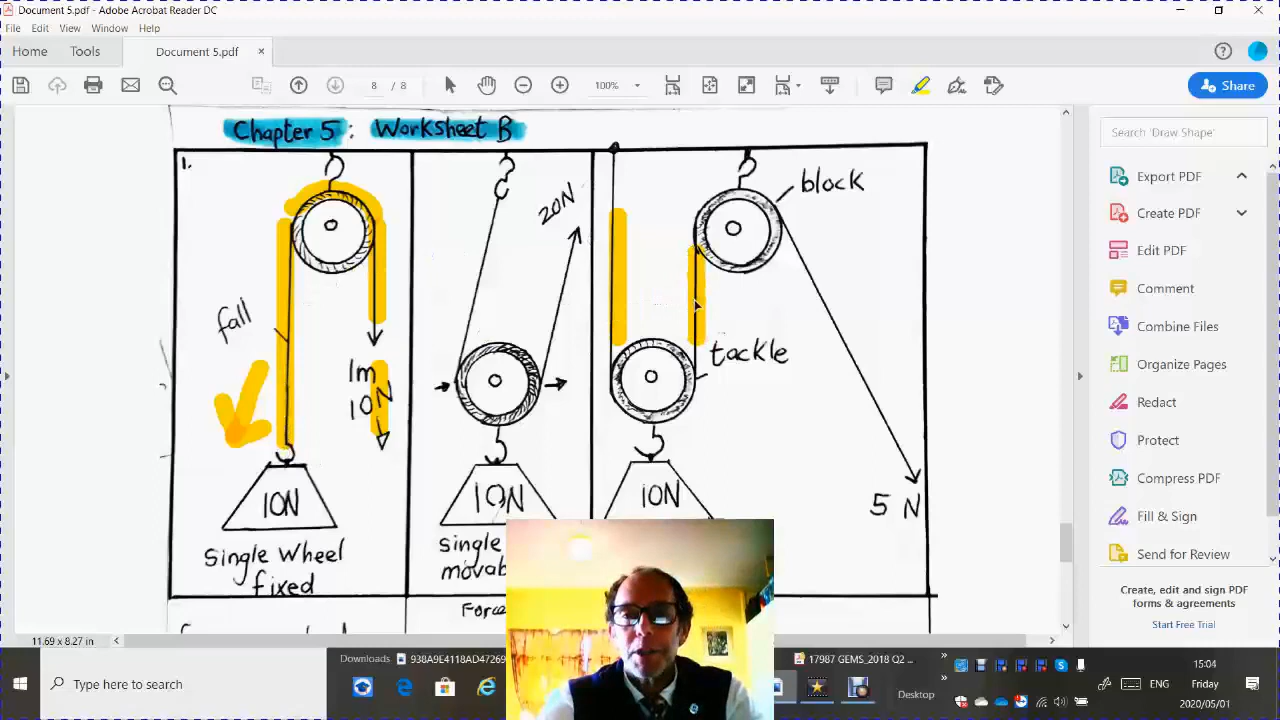 Document 5.pdf - Adobe Acrobat Reader DC
File Edit View Window Help
Home Tools Document 5.pdf ×
8 / 8 100% Share
Search 'Draw Shape'
Export PDF
Create PDF
Edit PDF
Comment
Combine Files
Organize Pages
Redact
Protect
Compress PDF
Fill & Sign
Send for Review
Create, edit and sign PDF
forms & agreements
Start Free Trial
Chapter 5: Worksheet B
1.
fall
1m
10N
10N
Single Wheel
fixed
20N
10N
single
Force
block
tackle
10N
5 N
11.69 x 8.27 in
Type here to search
Downloads
17987 GEMS_2018 Q2 ...
Desktop
ENG
15:04
Friday
2020/05/01